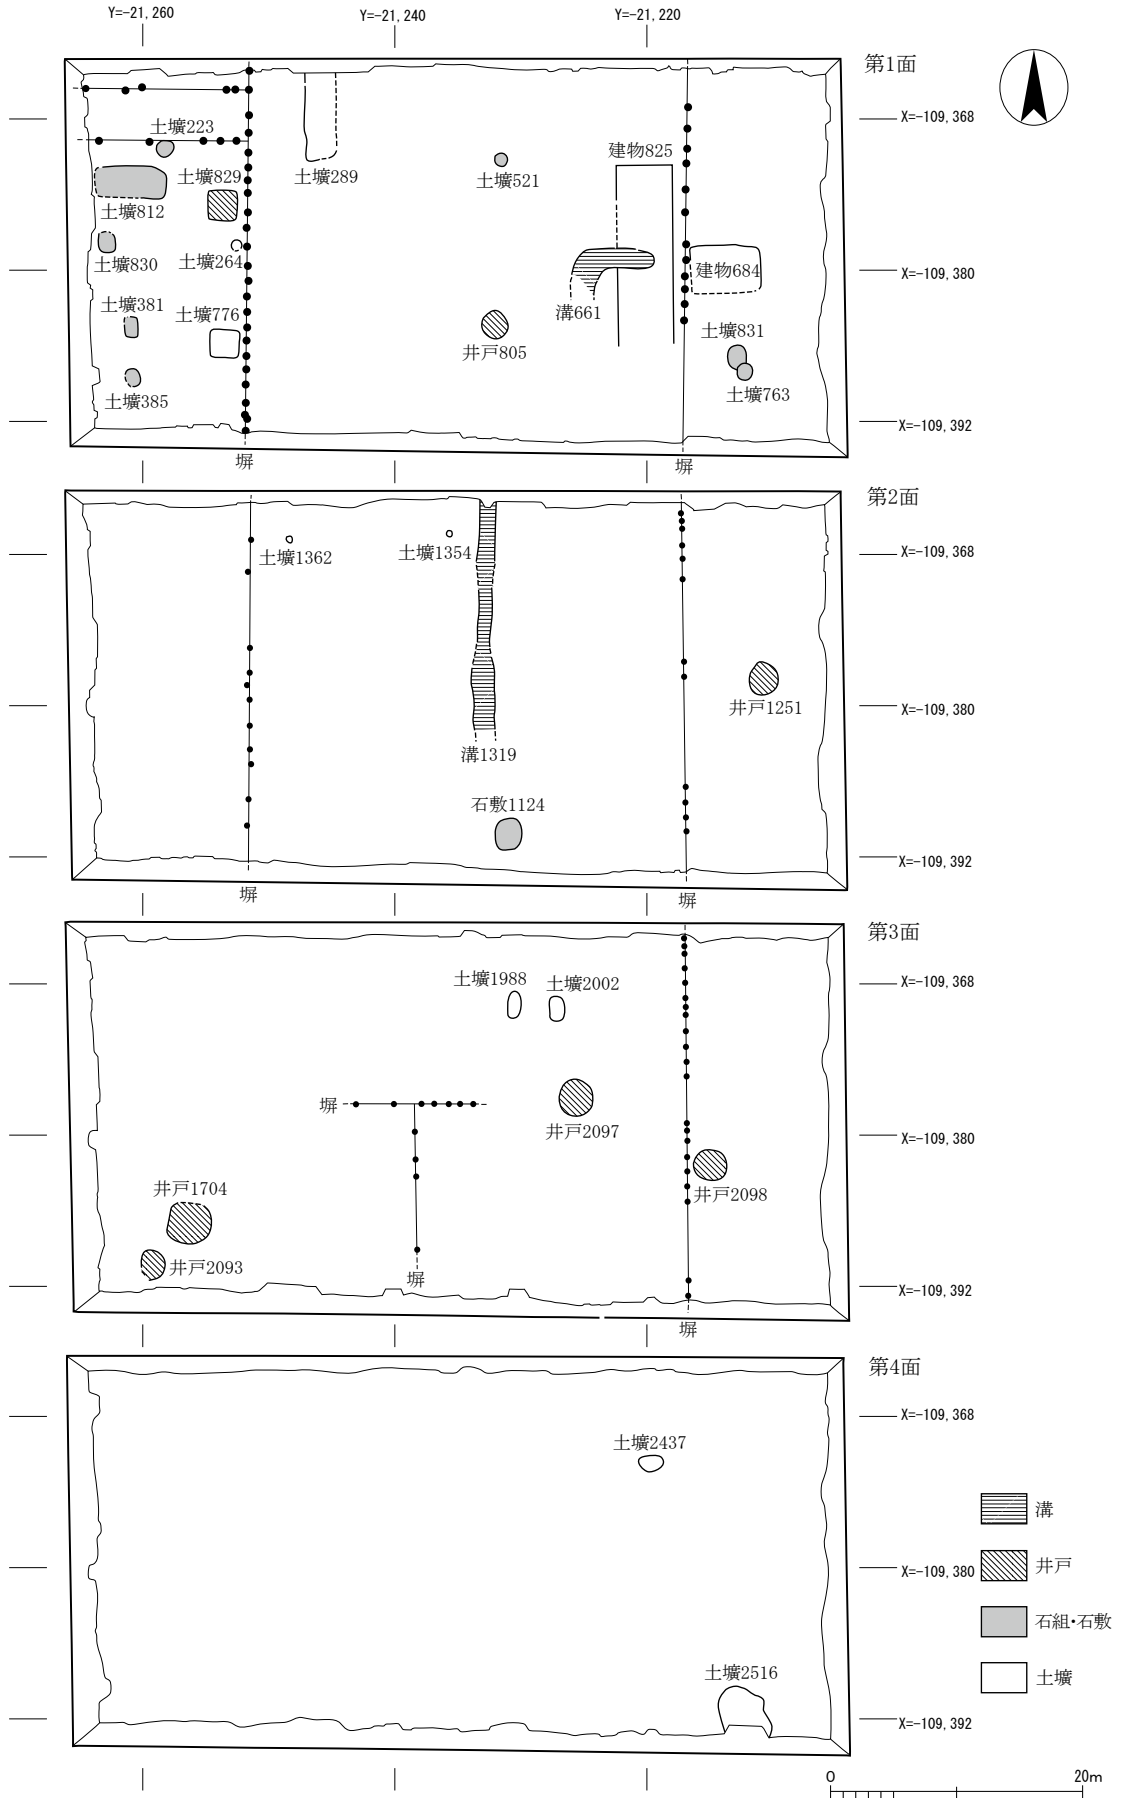 Y=-21,260
Y=-21,240
Y=-21,220
第1面
X=-109,368
土壙223
土壙829
土壙289
土壙521
建物825
土壙812
土壙830
土壙264
建物684
X=-109,380
土壙381
土壙776
溝661
土壙831
井戸805
土壙385
土壙763
X=-109,392
塀
塀
第2面
X=-109,368
土壙1362
土壙1354
井戸1251
X=-109,380
溝1319
石敷1124
X=-109,392
塀
塀
第3面
X=-109,368
土壙1988
土壙2002
塀
井戸2097
X=-109,380
井戸1704
井戸2098
井戸2093
塀
X=-109,392
塀
第4面
X=-109,368
土壙2437
溝
井戸
X=-109,380
石組・石敷
土壙2516
土壙
X=-109,392
0
20m